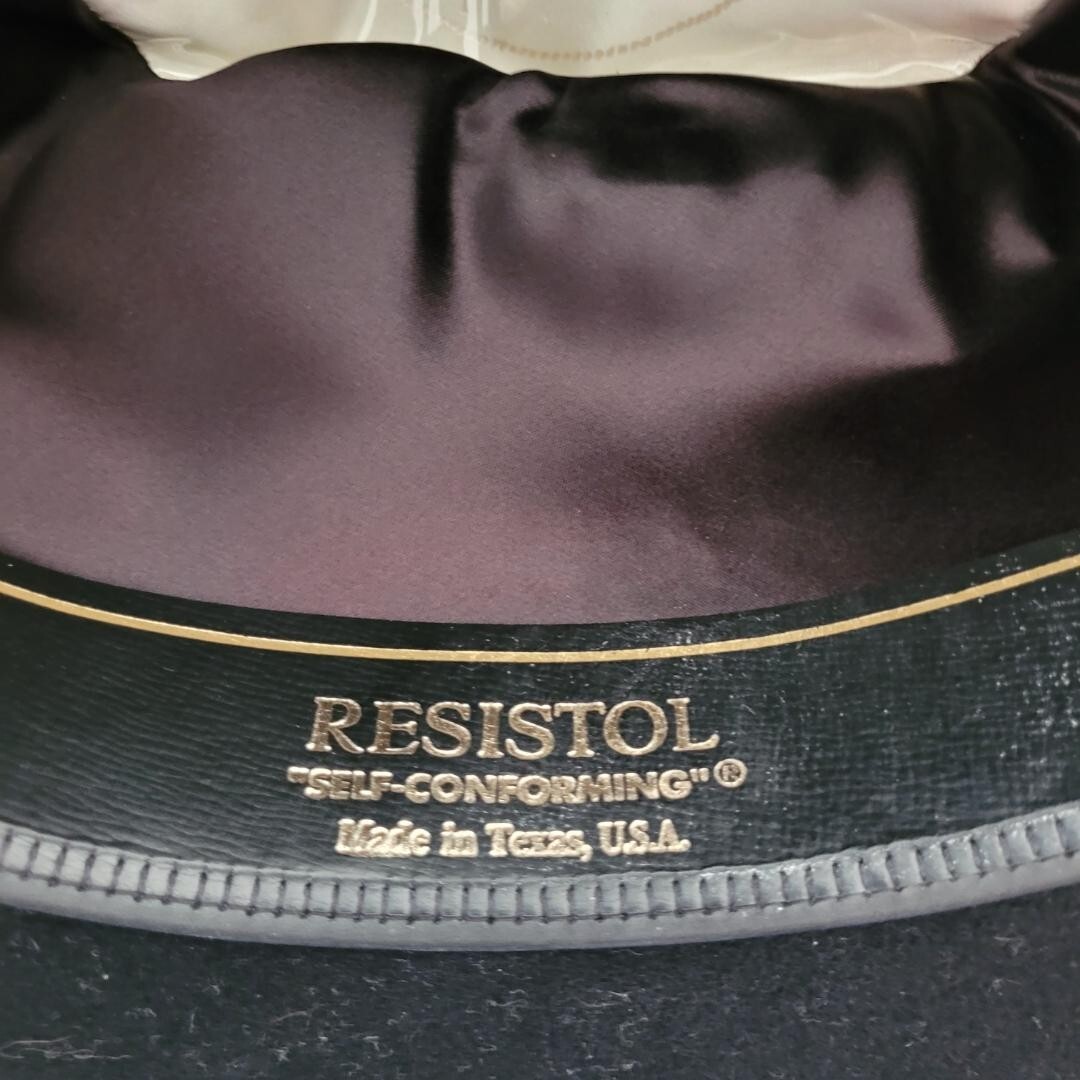 RESISTOL
"SELF-CONFORMING"®
Made in Texas, U.S.A.